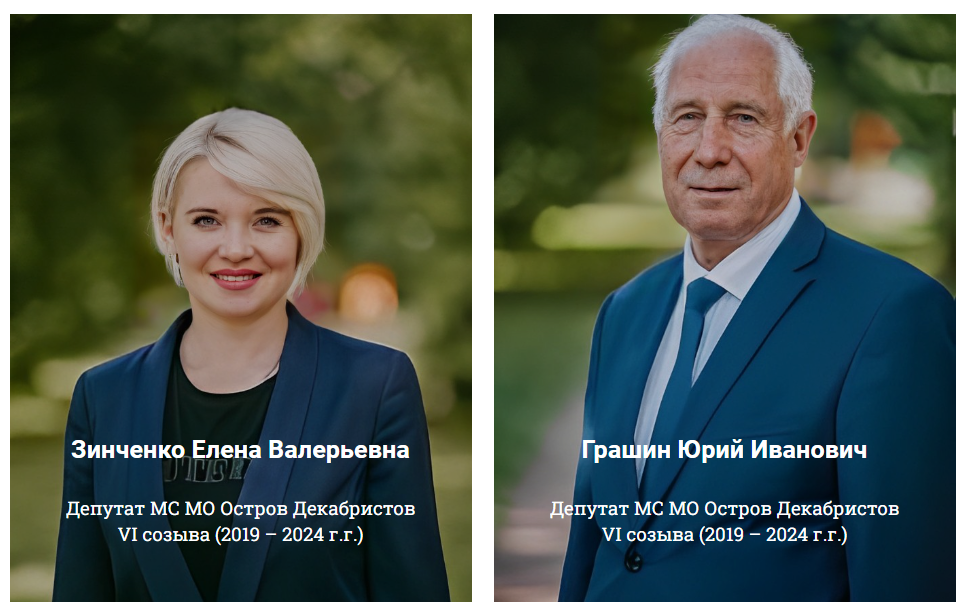 Зинченко Елена Валерьевна
Депутат МС МО Остров Декабристов
VI созыва (2019 – 2024 г.г.)
Грашин Юрий Иванович
Депутат МС МО Остров Декабристов
VI созыва (2019 – 2024 г.г.)